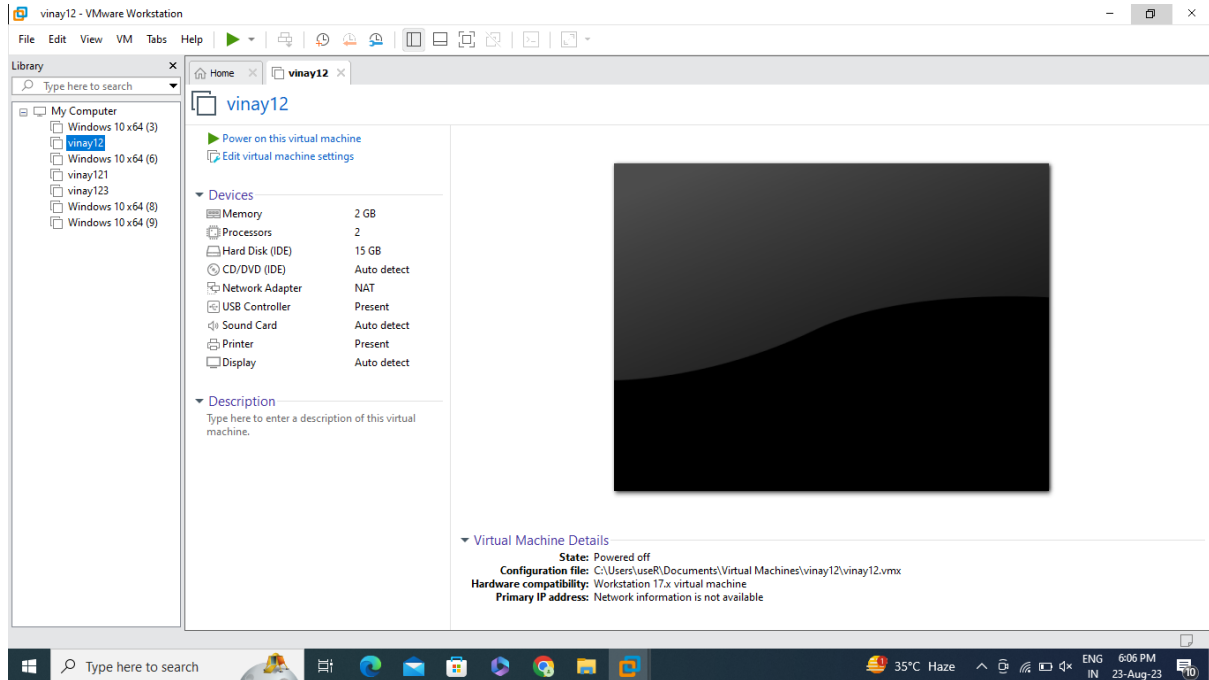 vinay12 - VMware Workstation
File Edit View VM Tabs Help
Library
Type here to search
My Computer
Windows 10 x64 (3)
vinay12
Windows 10 x64 (6)
vinay121
vinay123
Windows 10 x64 (8)
Windows 10 x64 (9)
Home vinay12
vinay12
Power on this virtual machine
Edit virtual machine settings
Devices
Memory 2 GB
Processors 2
Hard Disk (IDE) 15 GB
CD/DVD (IDE) Auto detect
Network Adapter NAT
USB Controller Present
Sound Card Auto detect
Printer Present
Display Auto detect
Description
Type here to enter a description of this virtual
machine.
Virtual Machine Details
State: Powered off
Configuration file: C:\Users\useR\Documents\Virtual Machines\vinay12\vinay12.vmx
Hardware compatibility: Workstation 17.x virtual machine
Primary IP address: Network information is not available
Type here to search
35°C Haze
ENG
IN
6:06 PM
23-Aug-23
10